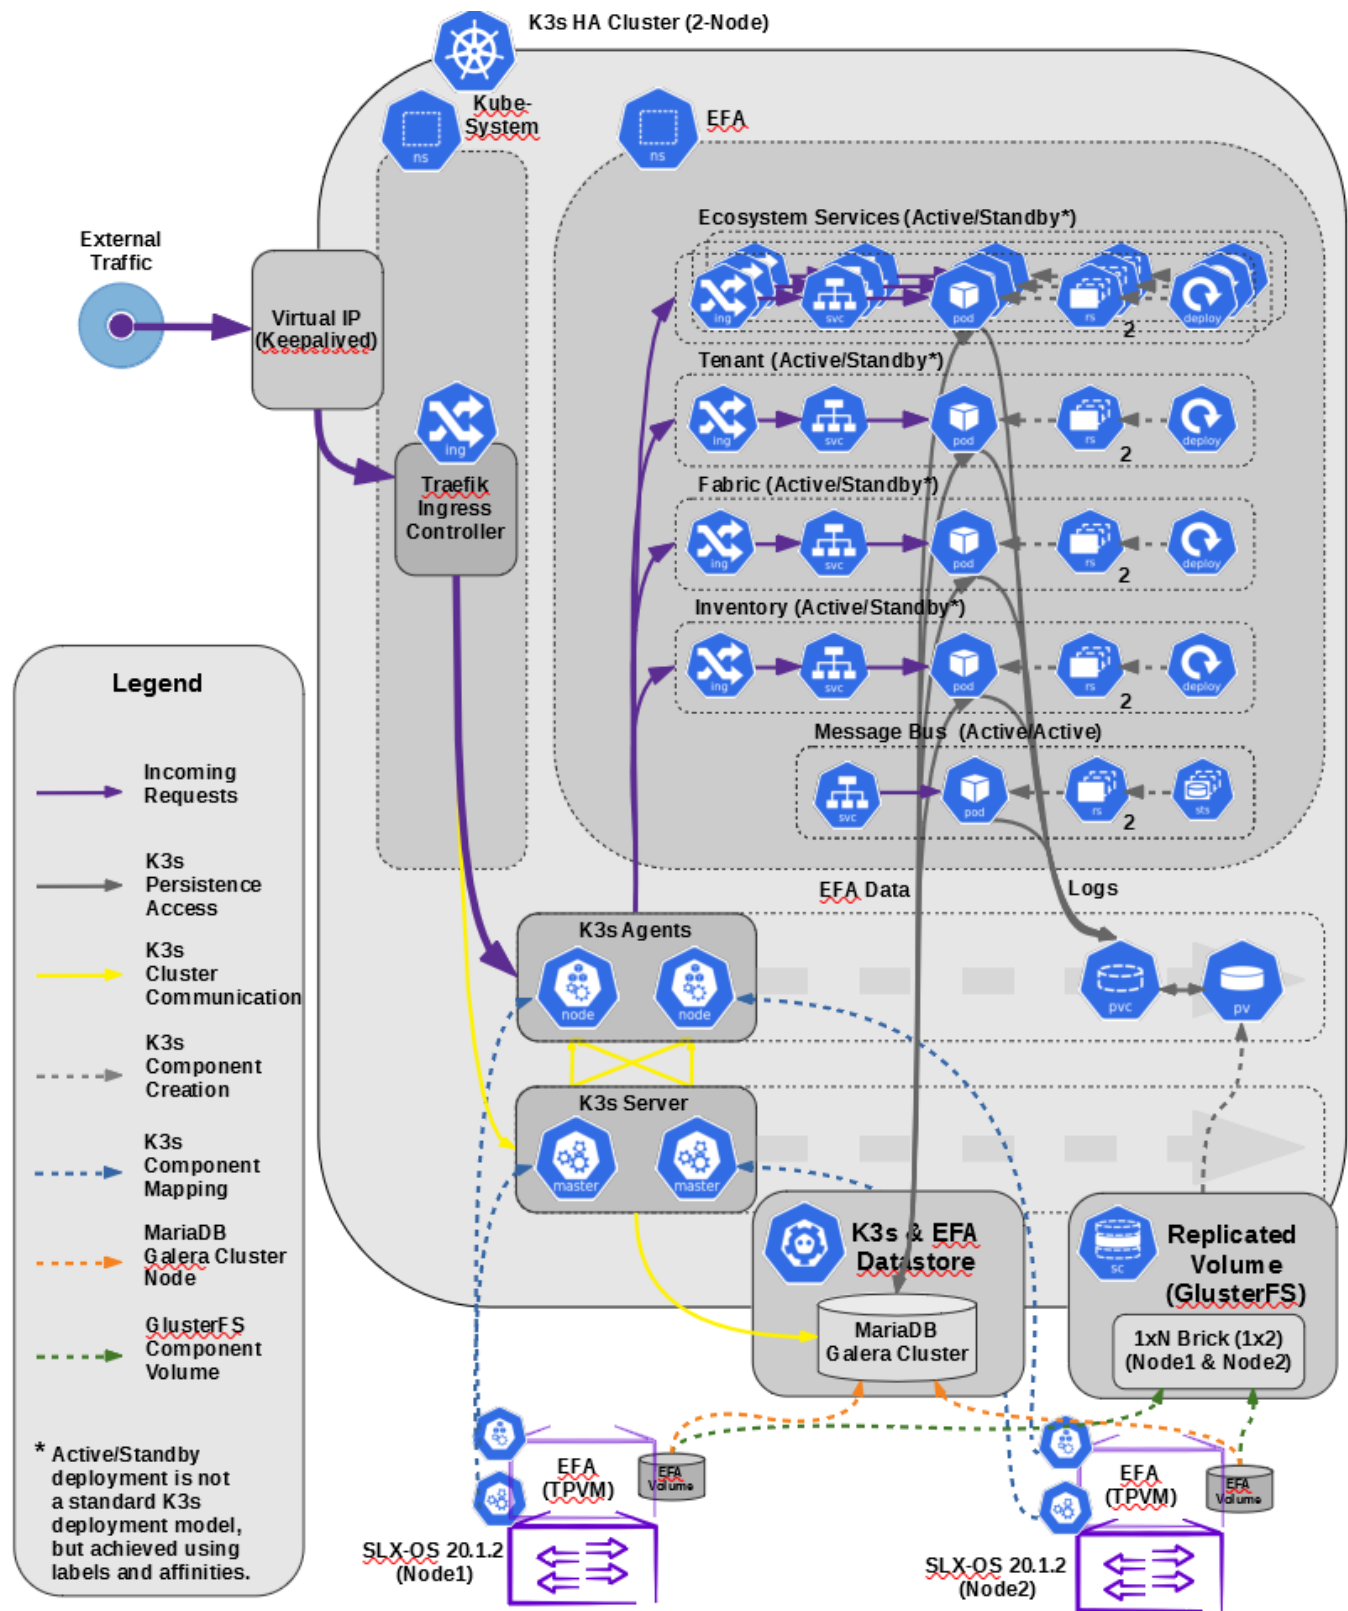 K3s HA Cluster (2-Node)
Kube-
System
ns
EFA
ns
Ecosystem Services (Active/Standby*)
ing
svc
pod
rs
2
deploy
External
Traffic
Virtual IP
(Keepalived)
Tenant (Active/Standby*)
ing
svc
pod
rs
2
deploy
Ing
Traefik
Ingress
Controller
Fabric (Active/Standby*)
ing
svc
pod
rs
2
deploy
Inventory (Active/Standby*)
ing
svc
pod
rs
2
deploy
Message Bus (Active/Active)
svc
pod
rs
2
sts
EFA Data
Logs
K3s Agents
node
node
pvc
pv
K3s Server
master
master
K3s & EFA
Datastore
MariaDB
Galera Cluster
sc
Replicated
Volume
(GlusterFS)
1xN Brick (1x2)
(Node1 & Node2)
EFA
(TPVM)
EFA
Volume
SLX-OS 20.1.2
(Node1)
EFA
(TPVM)
EFA
Volume
SLX-OS 20.1.2
(Node2)
Legend
Incoming
Requests
K3s
Persistence
Access
K3s
Cluster
Communication
K3s
Component
Creation
K3s
Component
Mapping
MariaDB
Galera Cluster
Node
GlusterFS
Component
Volume
* Active/Standby
deployment is not
a standard K3s
deployment model,
but achieved using
labels and affinities.